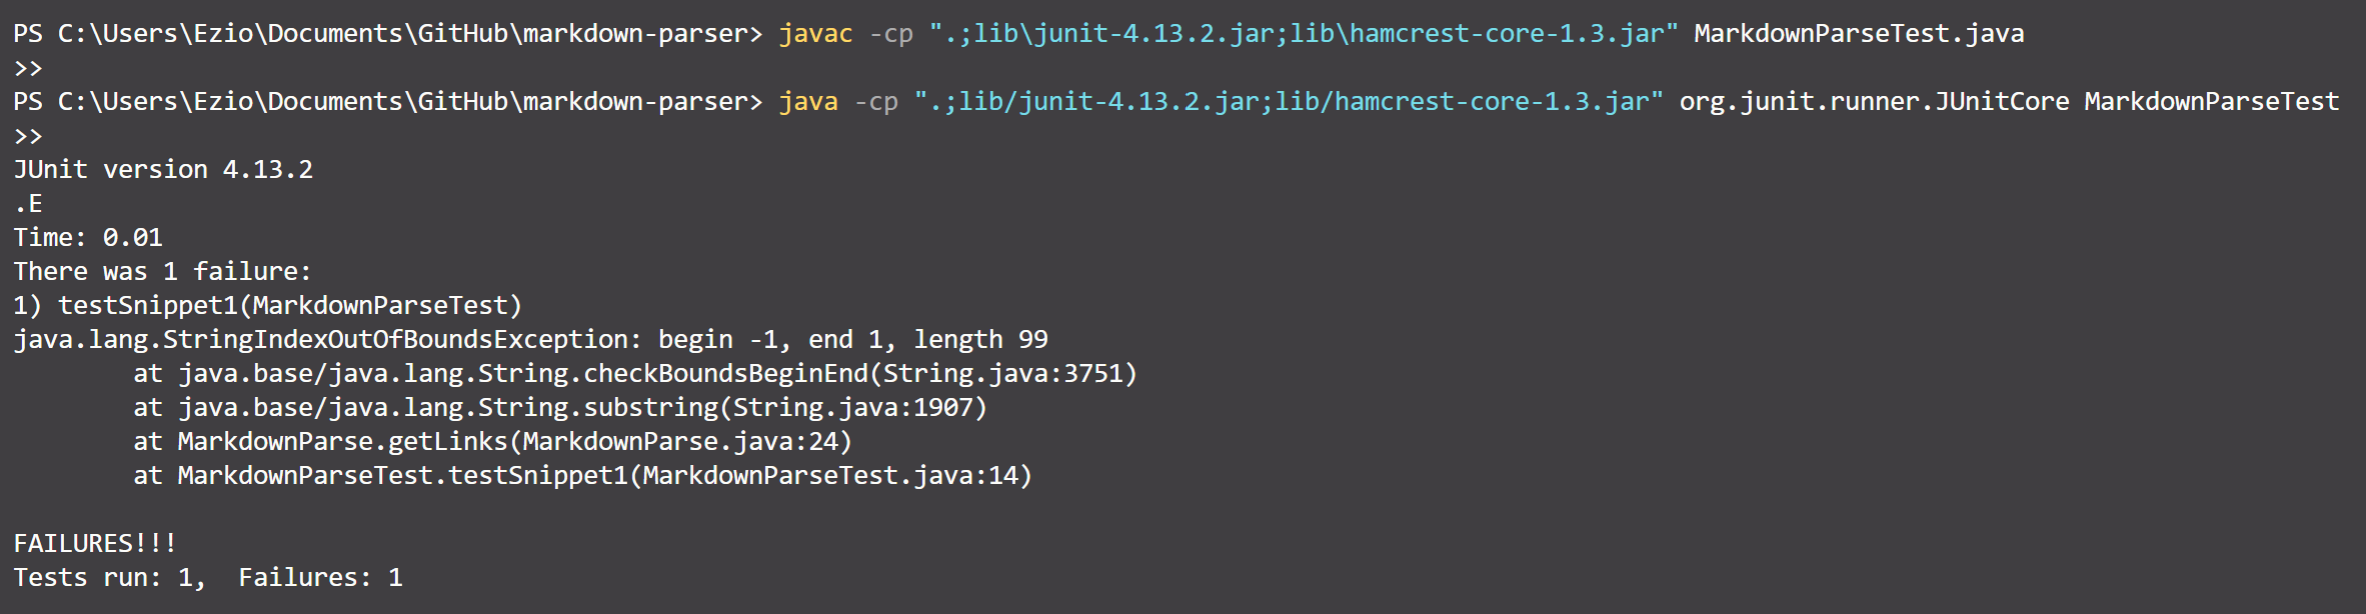 PS C:\Users\Ezio\Documents\GitHub\markdown-parser> javac -cp ".;lib\junit-4.13.2.jar;lib\hamcrest-core-1.3.jar" MarkdownParseTest.java
>>
PS C:\Users\Ezio\Documents\GitHub\markdown-parser> java -cp ".;lib/junit-4.13.2.jar;lib/hamcrest-core-1.3.jar" org.junit.runner.JUnitCore MarkdownParseTest
>>
JUnit version 4.13.2
.E
Time: 0.01
There was 1 failure:
1) testSnippet1(MarkdownParseTest)
java.lang.StringIndexOutOfBoundsException: begin -1, end 1, length 99
        at java.base/java.lang.String.checkBoundsBeginEnd(String.java:3751)
        at java.base/java.lang.String.substring(String.java:1907)
        at MarkdownParse.getLinks(MarkdownParse.java:24)
        at MarkdownParseTest.testSnippet1(MarkdownParseTest.java:14)

FAILURES!!!
Tests run: 1,  Failures: 1